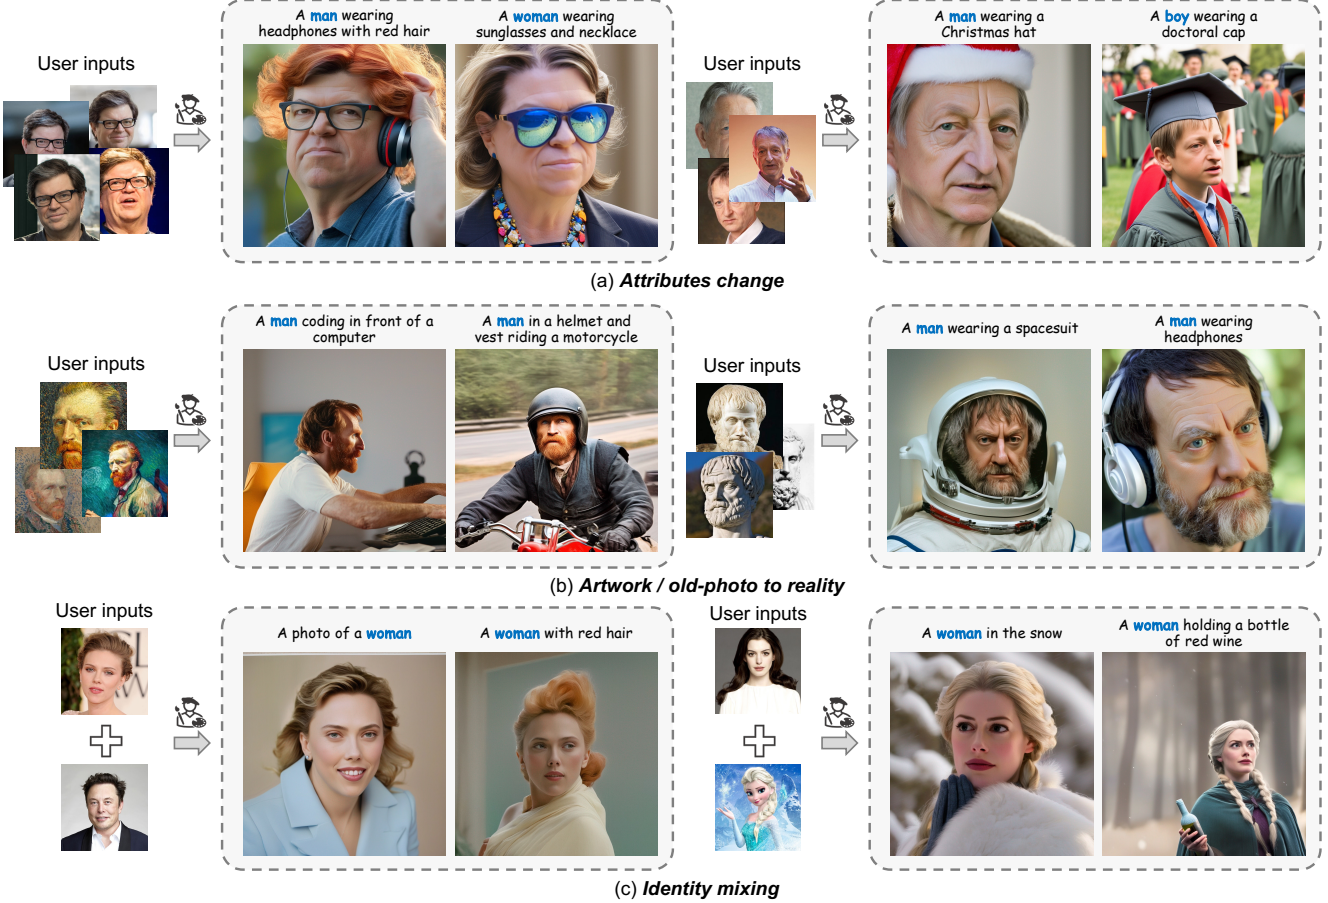 User inputs
A man wearing
headphones with red hair
A woman wearing
sunglasses and necklace
User inputs
A man wearing a
Christmas hat
A boy wearing a
doctoral cap
(a) Attributes change
User inputs
A man coding in front of a
computer
A man in a helmet and
vest riding a motorcycle
User inputs
A man wearing a spacesuit
A man wearing
headphones
(b) Artwork / old-photo to reality
User inputs
A photo of a woman
A woman with red hair
User inputs
A woman in the snow
A woman holding a bottle
of red wine
(c) Identity mixing